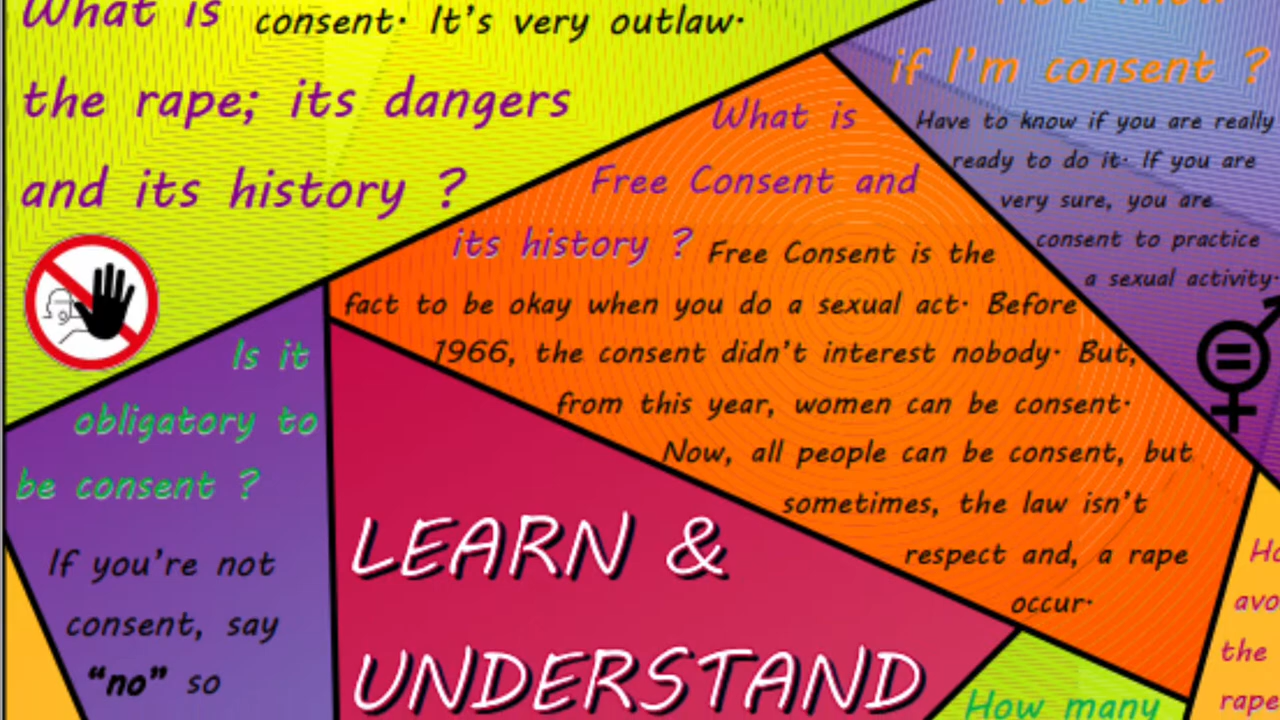 What is consent. It's very outlaw.
the rape; its dangers
and its history ?
How know
if I'm consent ?
Have to know if you are really
ready to do it. If you are
very sure, you are
consent to practice
a sexual activity.
What is
Free Consent and
its history ? Free Consent is the
fact to be okay when you do a sexual act. Before
1966, the consent didn't interest nobody. But,
from this year, women can be consent.
Now, all people can be consent, but
sometimes, the law isn't
respect and, a rape
occur.
Is it
obligatory to
be consent ?
If you're not
consent, say
"no" so
LEARN &
UNDERSTAND
How many
the
rape